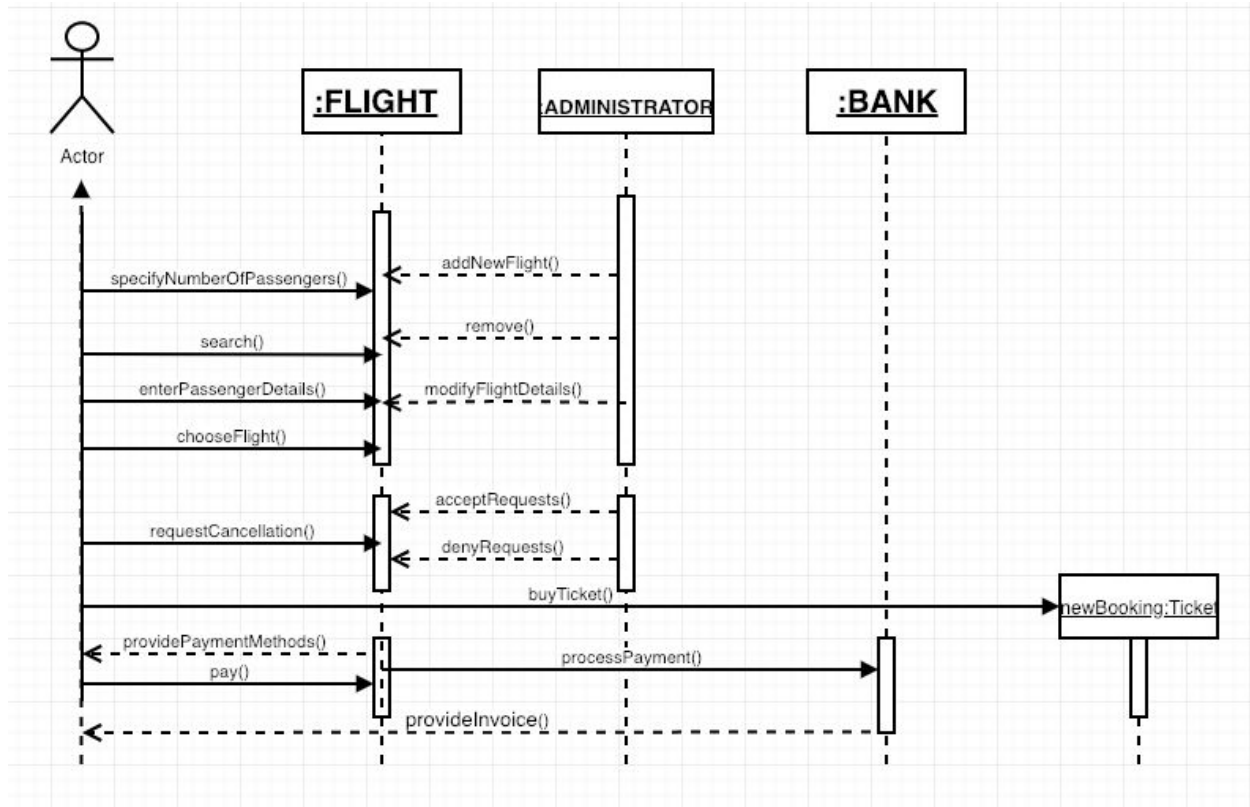 :FLIGHT
:ADMINISTRATOR
:BANK
Actor
addNewFlight()
specifyNumberOfPassengers()
remove()
search()
enterPassengerDetails()
modifyFlightDetails()
chooseFlight()
acceptRequests()
requestCancellation()
denyRequests()
buyTicket()
newBooking:Ticket
providePaymentMethods()
processPayment()
pay()
provideInvoice()